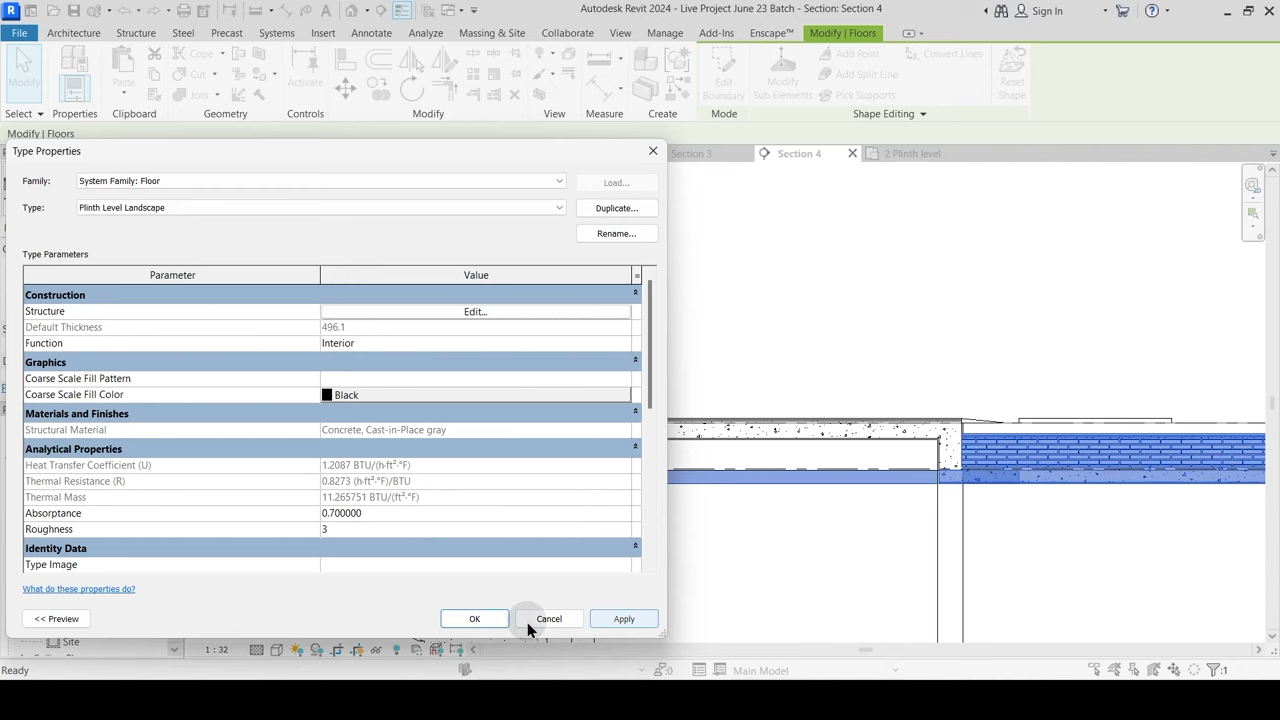 Autodesk Revit 2024 - Live Project June 23 Batch - Section: Section 4
Sign In
File
Architecture
Structure
Steel
Precast
Systems
Insert
Annotate
Analyze
Massing & Site
Collaborate
View
Manage
Add-Ins
Enscape™
Modify | Floors
Modify
Paste
Cope
Cut
Join
Activate
Edit
Boundary
Modify
Sub Elements
Add Point
Add Split Line
Pick Supports
Convert Lines
Reset
Shape
Select
Properties
Clipboard
Geometry
Controls
Modify
View
Measure
Create
Mode
Shape Editing
Modify | Floors
Section 3
Section 4
2 Plinth level
Type Properties
Family:
System Family: Floor
Load...
Type:
Plinth Level Landscape
Duplicate...
Rename...
Type Parameters
Parameter
Value
=
Construction
Structure
Edit...
Default Thickness
496.1
Function
Interior
Graphics
Coarse Scale Fill Pattern
Coarse Scale Fill Color
Black
Materials and Finishes
Structural Material
Concrete, Cast-in-Place gray
Analytical Properties
Heat Transfer Coefficient (U)
1.2087 BTU/(h·ft²·°F)
Thermal Resistance (R)
0.8273 (h·ft²·°F)/BTU
Thermal Mass
11.265751 BTU/(ft²·°F)
Absorptance
0.700000
Roughness
3
Identity Data
Type Image
What do these properties do?
<< Preview
OK
Cancel
Apply
Site
1 : 32
Ready
:0
Main Model
:1